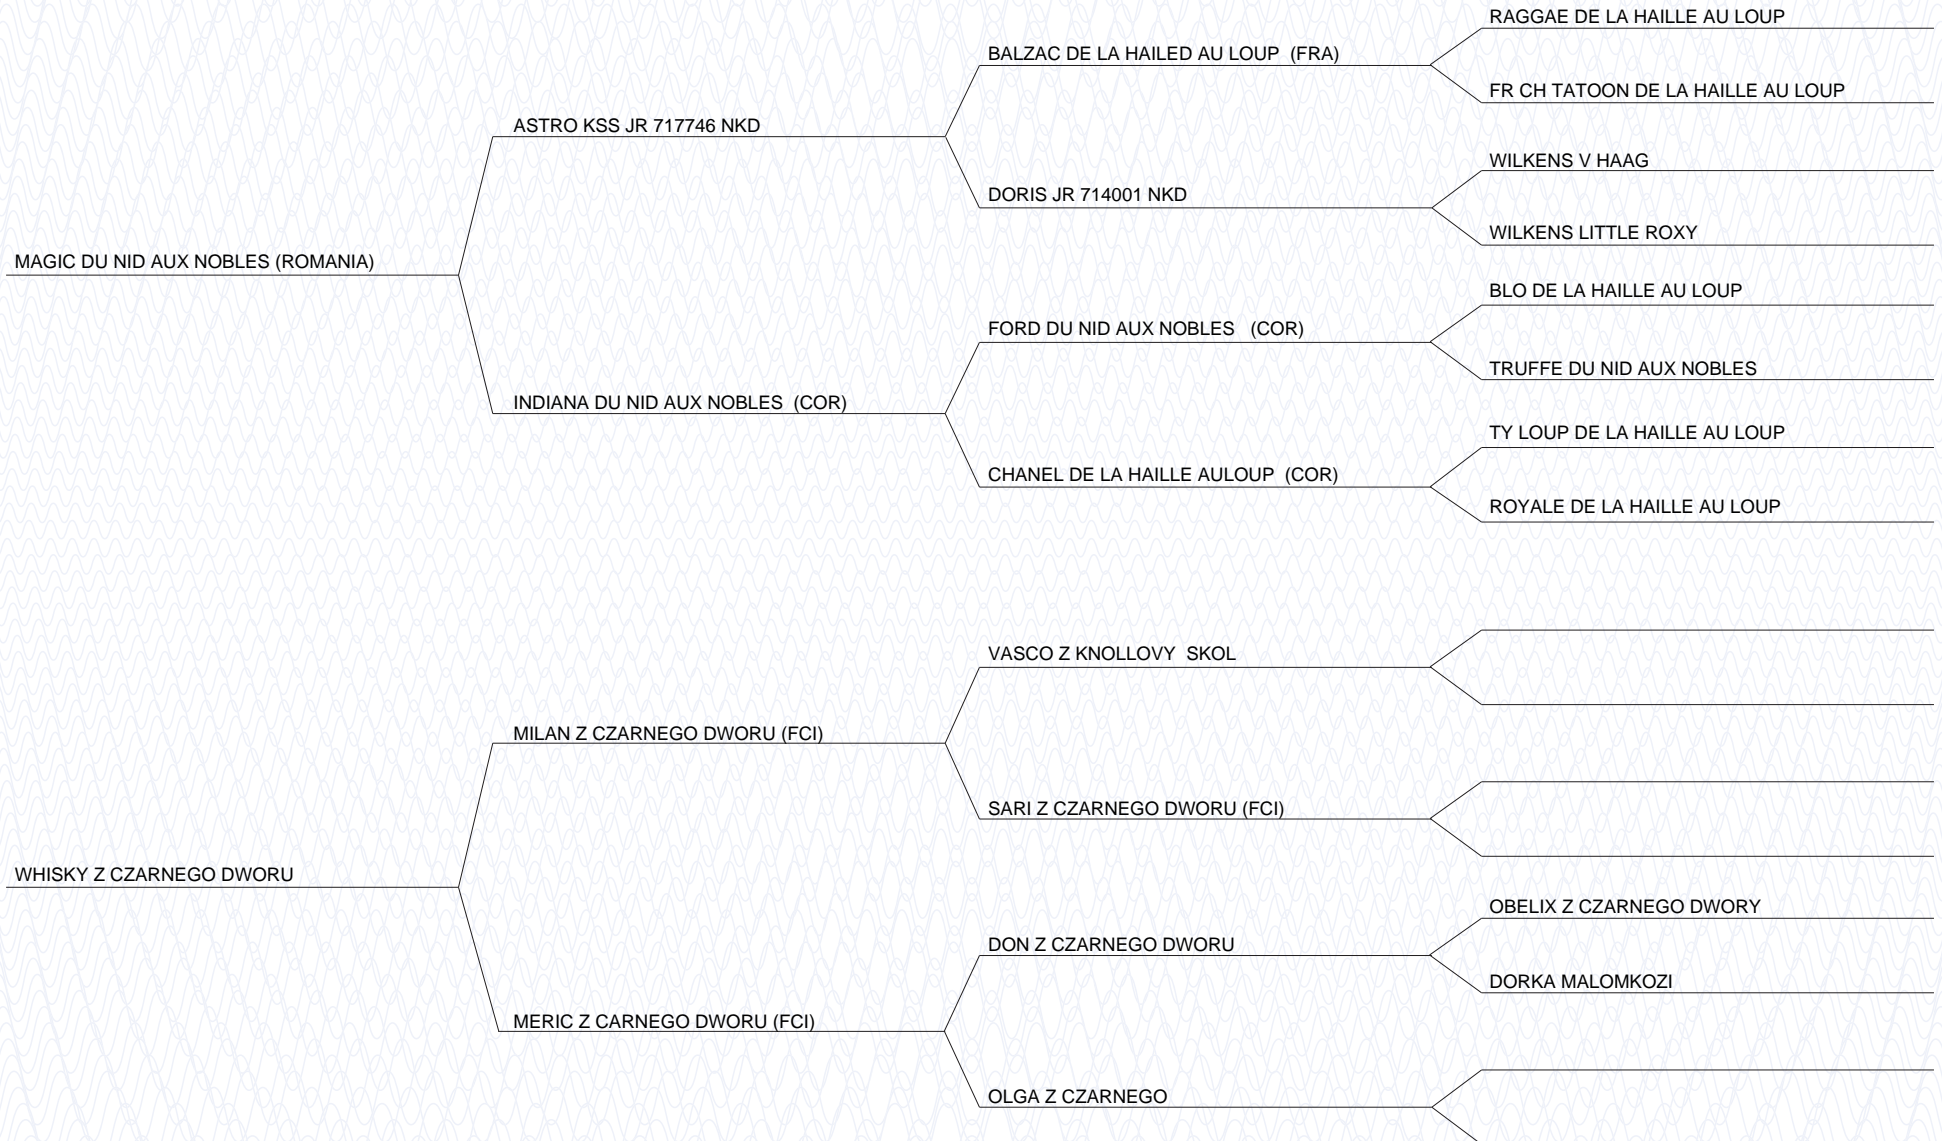 RAGGAE DE LA HAILLE AU LOUP
BALZAC DE LA HAILED AU LOUP (FRA)
FR CH TATOON DE LA HAILLE AU LOUP
ASTRO KSS JR 717746 NKD
WILKENS V HAAG
DORIS JR 714001 NKD
WILKENS LITTLE ROXY
MAGIC DU NID AUX NOBLES (ROMANIA)
BLO DE LA HAILLE AU LOUP
FORD DU NID AUX NOBLES (COR)
TRUFFE DU NID AUX NOBLES
INDIANA DU NID AUX NOBLES (COR)
TY LOUP DE LA HAILLE AU LOUP
CHANEL DE LA HAILLE AULOUP (COR)
ROYALE DE LA HAILLE AU LOUP
VASCO Z KNOLLOVY SKOL
MILAN Z CZARNEGO DWORU (FCI)
SARI Z CZARNEGO DWORU (FCI)
WHISKY Z CZARNEGO DWORU
OBELIX Z CZARNEGO DWORY
DON Z CZARNEGO DWORU
DORKA MALOMKOZI
MERIC Z CARNEGO DWORU (FCI)
OLGA Z CZARNEGO